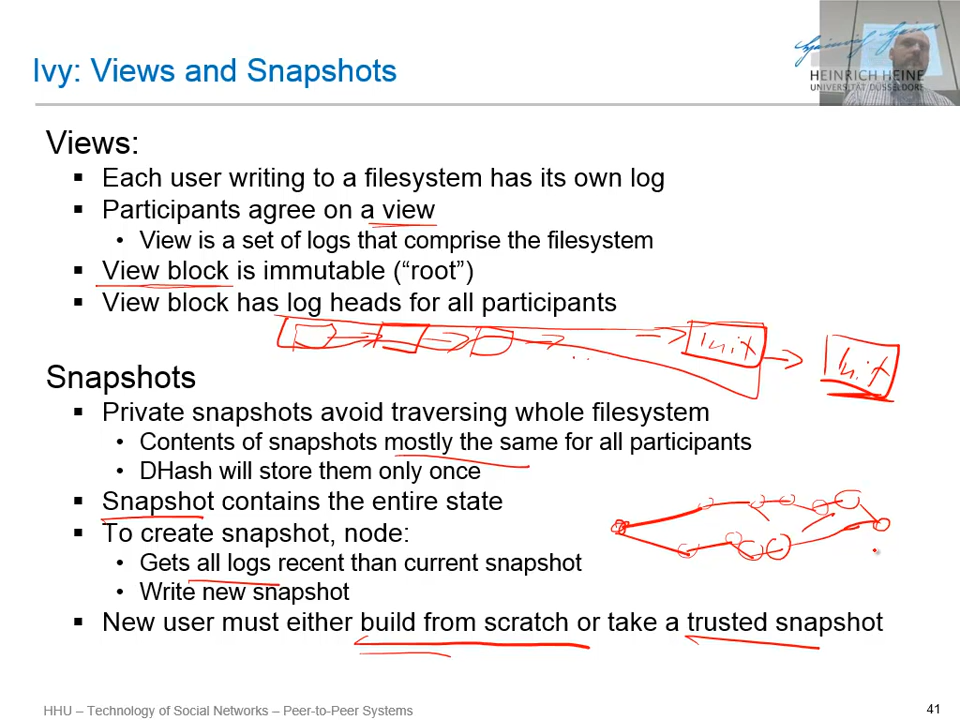 Ivy: Views and Snapshots
HEINRICH HEINE
UNIVERSITÄT DÜSSELDORF
Views:
▪ Each user writing to a filesystem has its own log
▪ Participants agree on a view
• View is a set of logs that comprise the filesystem
▪ View block is immutable (“root”)
▪ View block has log heads for all participants
Init
Init
Snapshots
▪ Private snapshots avoid traversing whole filesystem
• Contents of snapshots mostly the same for all participants
• DHash will store them only once
▪ Snapshot contains the entire state
▪ To create snapshot, node:
• Gets all logs recent than current snapshot
• Write new snapshot
▪ New user must either build from scratch or take a trusted snapshot
HHU – Technology of Social Networks – Peer-to-Peer Systems
41